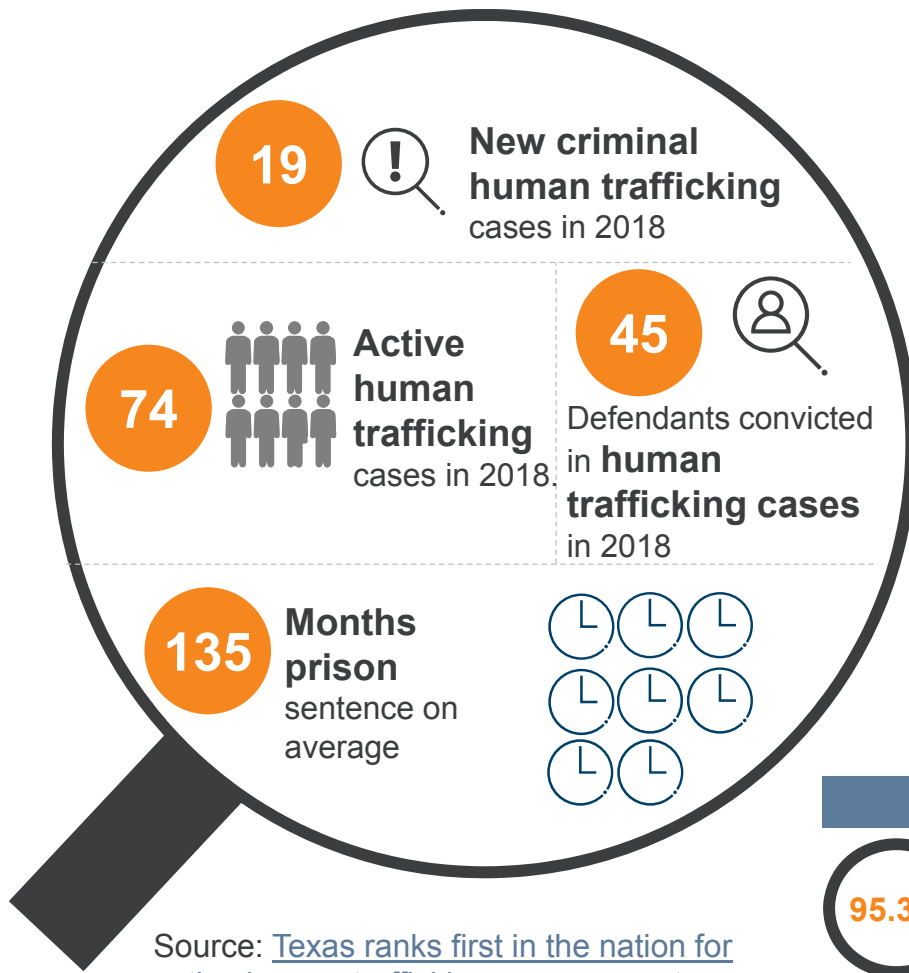 19
!
New criminal
human trafficking
cases in 2018
74
Active
human
trafficking
cases in 2018.
45
Defendants convicted
in human
trafficking cases
in 2018
135
Months
prison
sentence on
average
95.3
Source: Texas ranks first in the nation for